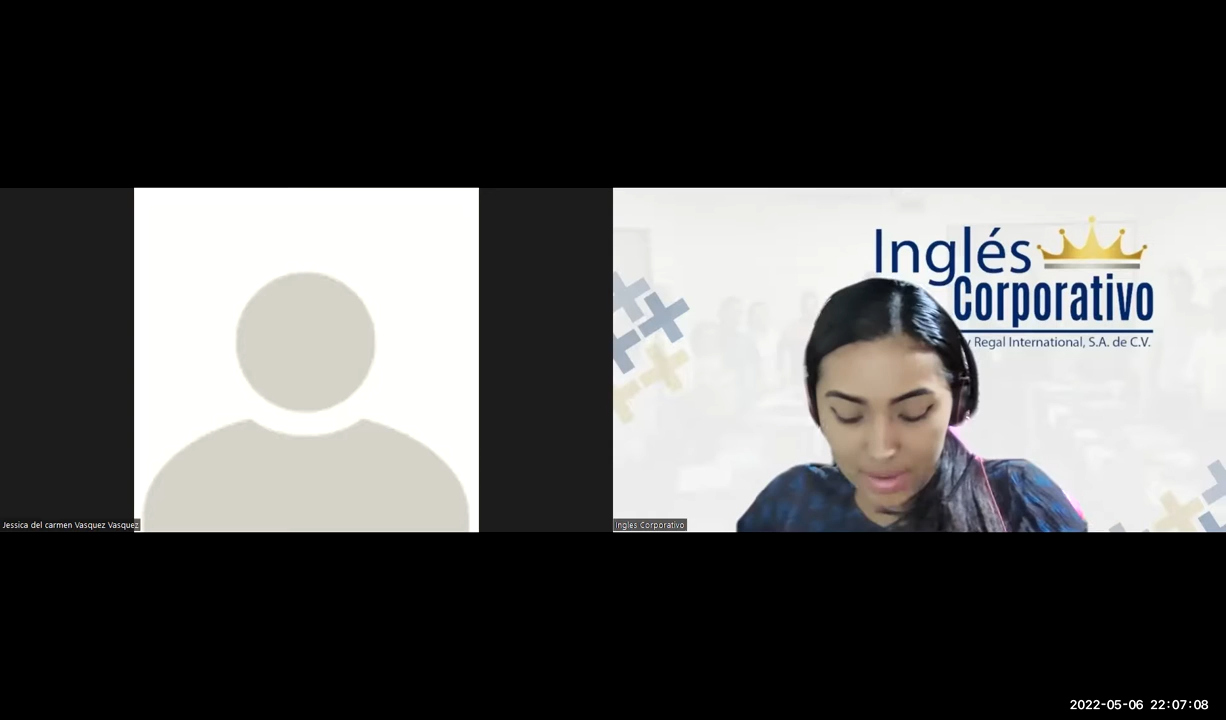 Inglés
Corporativo
y Regal International, S.A. de C.V.
Jessica del carmen Vasquez Vasquez
Ingles Corporativo
2022-05-06 22:07:08